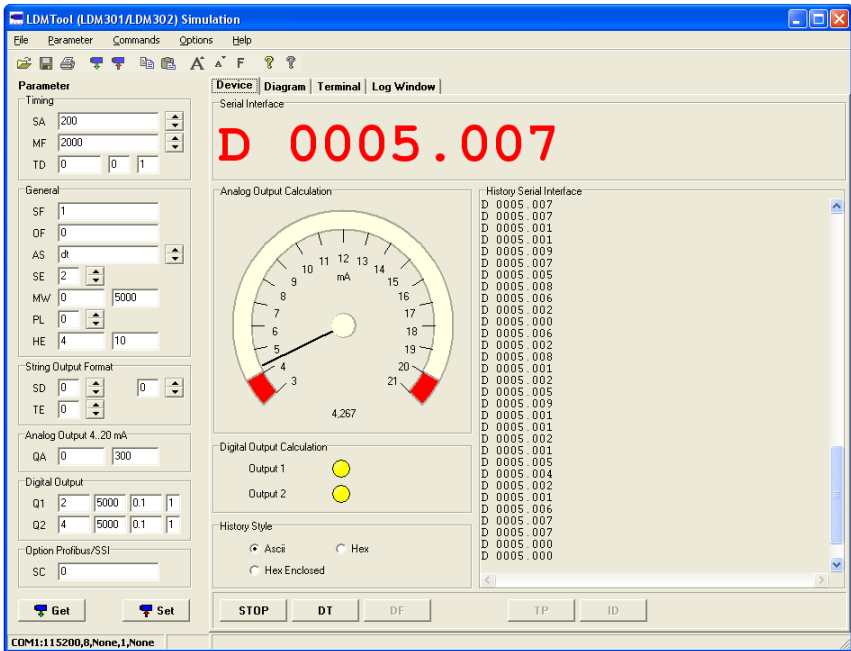 LDMTool (LDM301/LDM302) Simulation
File Parameter Commands Options Help
A A F ? ?
Parameter
Timing
SA 200
MF 2000
TD 0 0 1
General
SF 1
OF 0
AS dt
SE 2
MW 0 5000
PL 0
HE 4 10
String Output Format
SD 0 0
TE 0
Analog Output 4..20 mA
QA 0 300
Digital Output
Q1 2 5000 0.1 1
Q2 4 5000 0.1 1
Option Profibus/SSI
SC 0
Get Set
Device Diagram Terminal Log Window
Serial Interface
D 0005.007
Analog Output Calculation
3 4 5 6 7 8 9 10 11 12 13 14 15 16 17 18 19 20 21
mA
4,267
Digital Output Calculation
Output 1
Output 2
History Style
Ascii Hex
Hex Enclosed
History Serial Interface
D 0005.007
D 0005.007
D 0005.001
D 0005.001
D 0005.009
D 0005.007
D 0005.005
D 0005.008
D 0005.006
D 0005.002
D 0005.000
D 0005.006
D 0005.002
D 0005.008
D 0005.001
D 0005.002
D 0005.005
D 0005.009
D 0005.001
D 0005.001
D 0005.002
D 0005.001
D 0005.005
D 0005.004
D 0005.002
D 0005.001
D 0005.006
D 0005.007
D 0005.007
D 0005.000
D 0005.000
STOP DT DF TP ID
COM1:115200,8,None,1,None